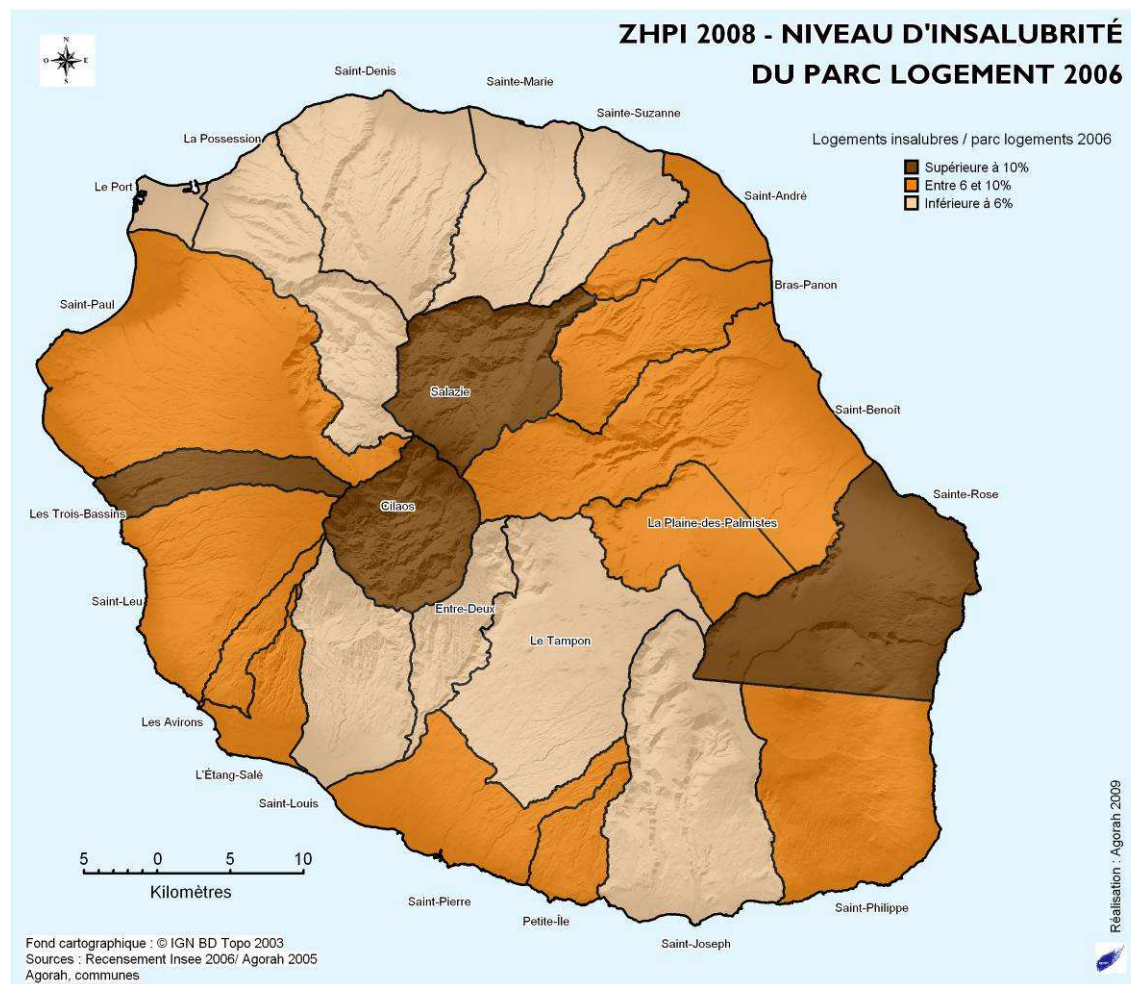 ZHPI 2008 - NIVEAU D'INSALUBRITÉ
DU PARC LOGEMENT 2006
N
O
E
S
Saint-Denis
Sainte-Marie
Sainte-Suzanne
La Possession
Logements insalubres / parc logements 2006
Supérieure à 10%
Entre 6 et 10%
Inférieure à 6%
Le Port
Saint-André
Bras-Panon
Saint-Paul
Salazie
Saint-Benoît
Sainte-Rose
Les Trois-Bassins
Cilaos
La Plaine-des-Palmistes
Saint-Leu
Entre-Deux
Le Tampon
Les Avirons
L'Étang-Salé
Saint-Louis
5 0 5 10
Kilomètres
Saint-Pierre
Petite-Île
Saint-Joseph
Saint-Philippe
Réalisation : Agorah 2009
Fond cartographique : © IGN BD Topo 2003
Sources : Recensement Insee 2006/ Agorah 2005
Agorah, communes